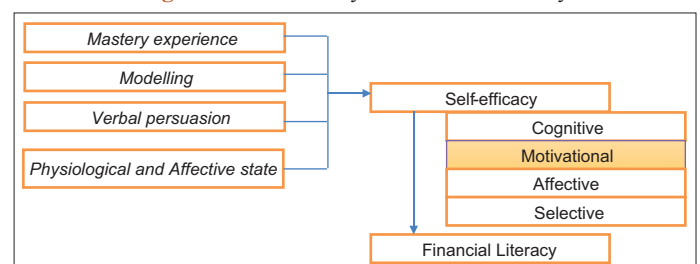 Mastery experience
Modelling
Verbal persuasion
Physiological and Affective state
Self-efficacy
Cognitive
Motivational
Affective
Selective
Financial Literacy